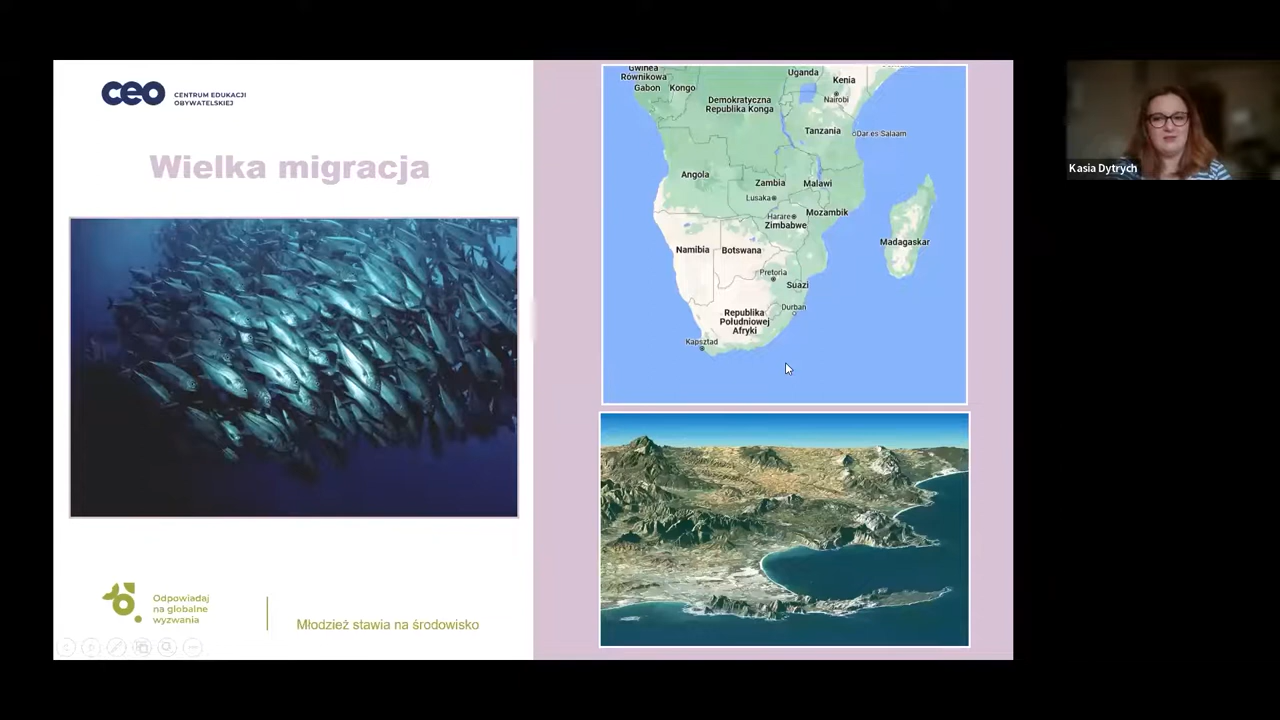 ceo
CENTRUM EDUKACJI
OBYWATELSKIEJ
Wielka migracja
Odpowiadaj
na globalne
wyzwania
Młodzież stawia na środowisko
Gwinea
Równikowa
Gabon
Kongo
Uganda
Kenia
Nairobi
Demokratyczna
Republika Konga
Tanzania
Dar es Salaam
Angola
Zambia
Malawi
Lusaka
Harare
Mozambik
Zimbabwe
Namibia
Botswana
Madagaskar
Pretoria
Suazi
Durban
Republika
Południowej
Afryki
Kapsztad
Kasia Dytrych